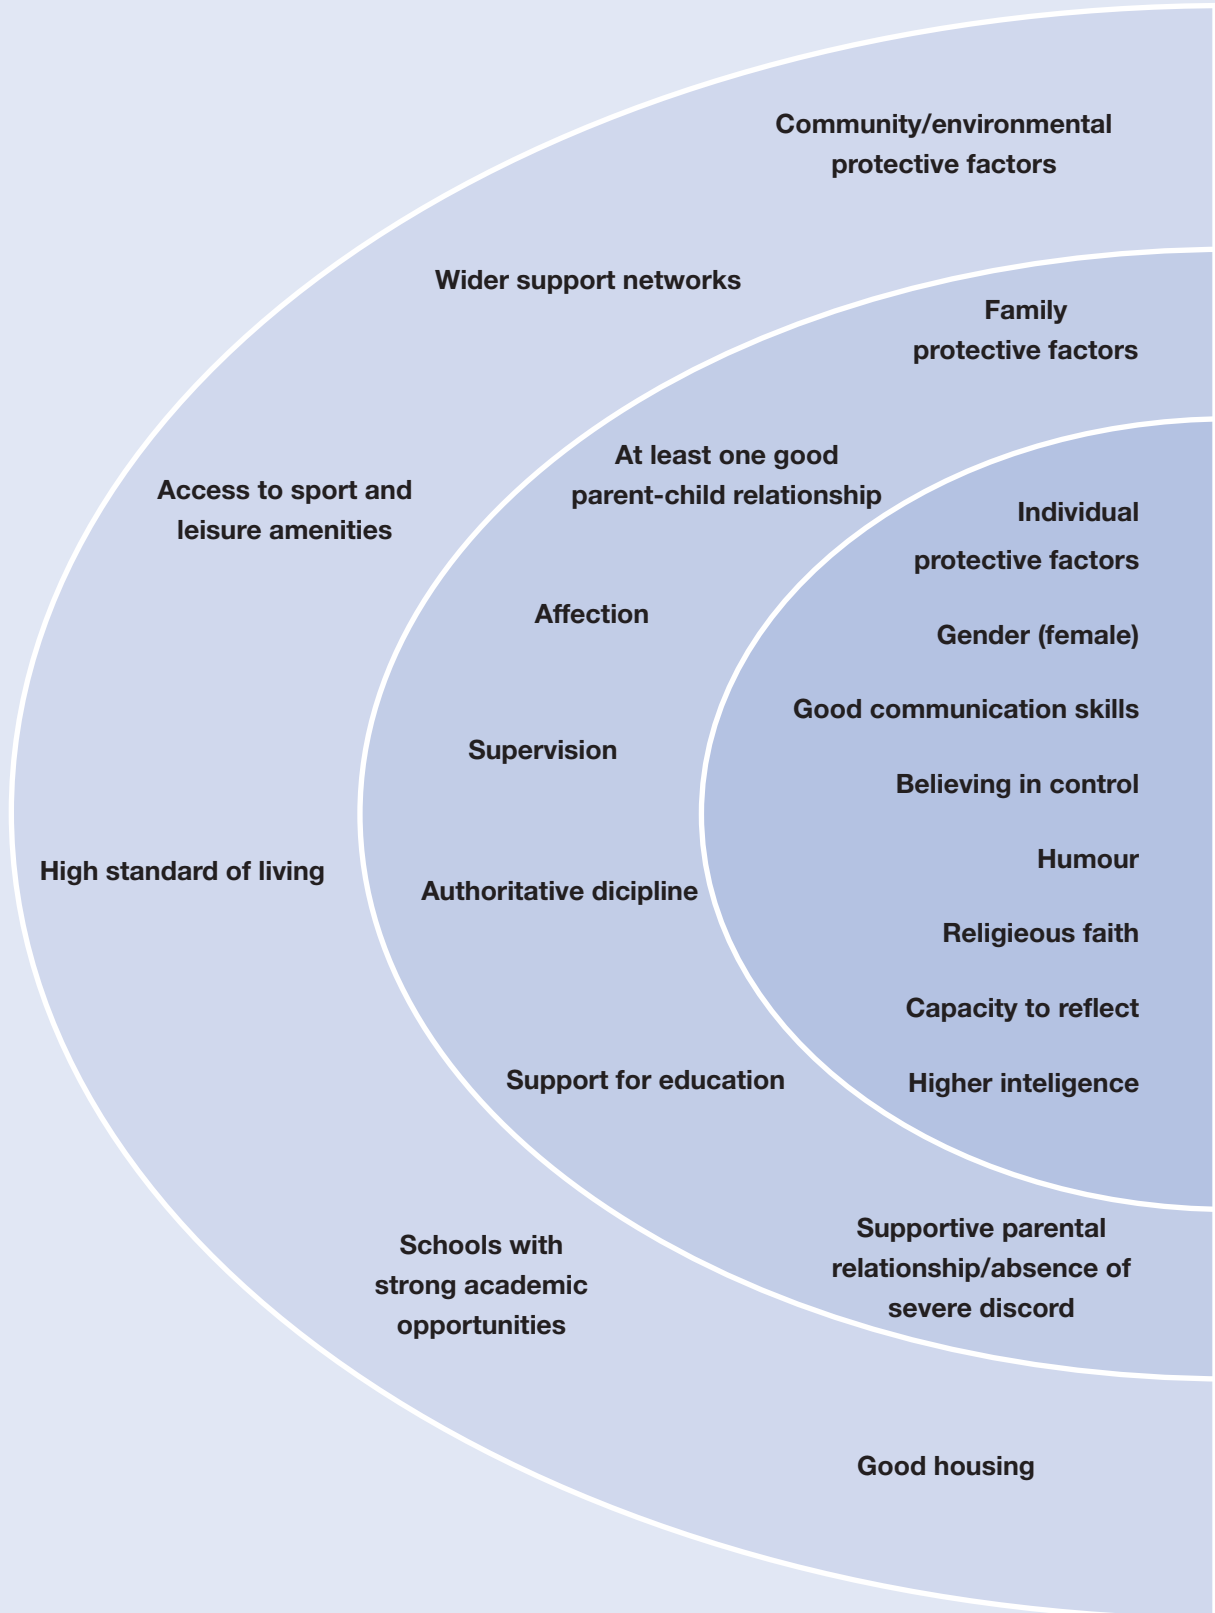 Community/environmental
protective factors
Wider support networks
Access to sport and
leisure amenities
High standard of living
Schools with
strong academic
opportunities
Good housing
Family
protective factors
At least one good
parent-child relationship
Affection
Supervision
Authoritative dicipline
Support for education
Supportive parental
relationship/absence of
severe discord
Individual
protective factors
Gender (female)
Good communication skills
Believing in control
Humour
Religieous faith
Capacity to reflect
Higher inteligence